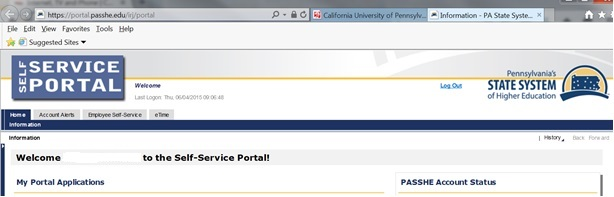 https://portal.passhe.edu/irj/portal
California University of Pennsylv...
Information - PA State Syste...
File Edit View Favorites Tools Help
Suggested Sites
SELF SERVICE PORTAL
Welcome
Last Logon: Thu, 06/04/2015 09:06:48
Log Out
Pennsylvania's
STATE SYSTEM
of Higher Education
Home Account Alerts Employee Self-Service eTime
Information
Information
History Back Forward
Welcome to the Self-Service Portal!
My Portal Applications
PASSHE Account Status